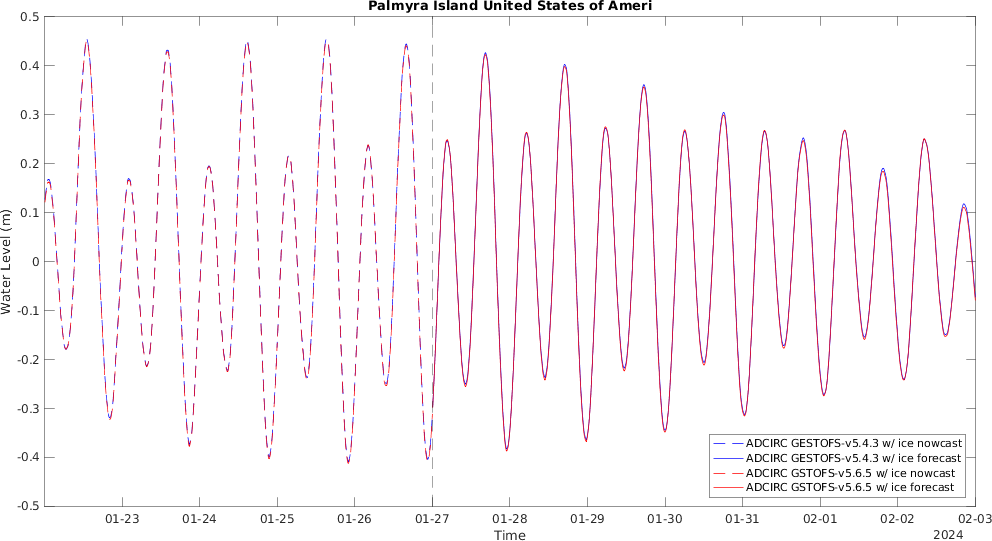 Palmyra Island United States of Ameri
0.5
0.4
0.3
0.2
0.1
0
-0.1
-0.2
-0.3
-0.4
-0.5
Water Level (m)
ADCIRC GESTOFS-v5.4.3 w/ ice nowcast
ADCIRC GESTOFS-v5.4.3 w/ ice forecast
ADCIRC GSTOFS-v5.6.5 w/ ice nowcast
ADCIRC GSTOFS-v5.6.5 w/ ice forecast
01-23 01-24 01-25 01-26 01-27 01-28 01-29 01-30 01-31 02-01 02-02 02-03
Time
2024